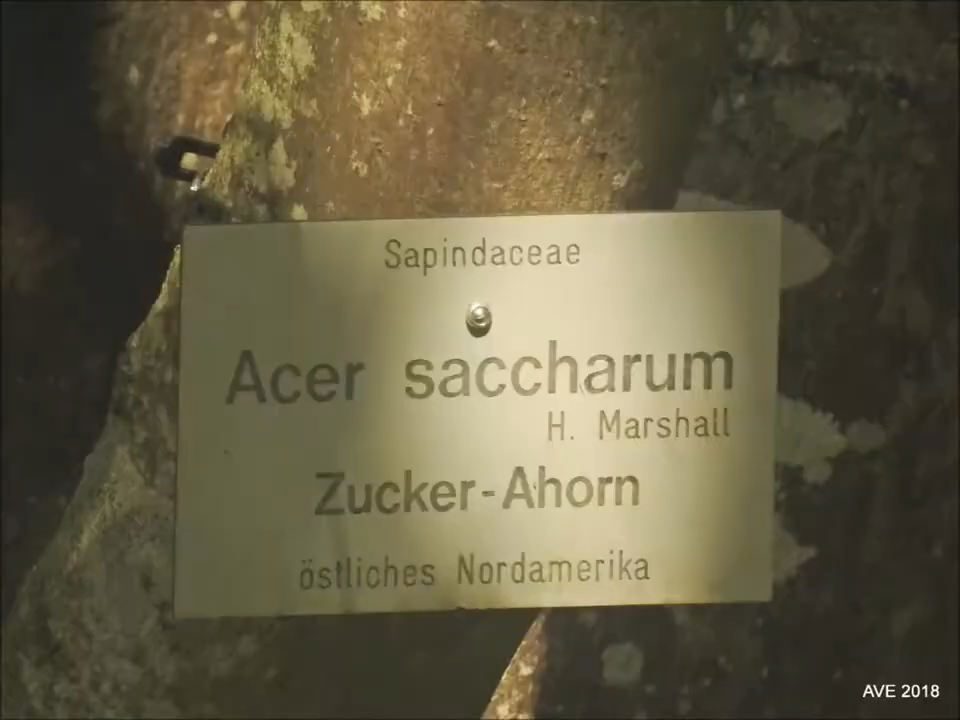 Sapindaceae
Acer saccharum
H. Marshall
Zucker-Ahorn
östliches Nordamerika
AVE 2018